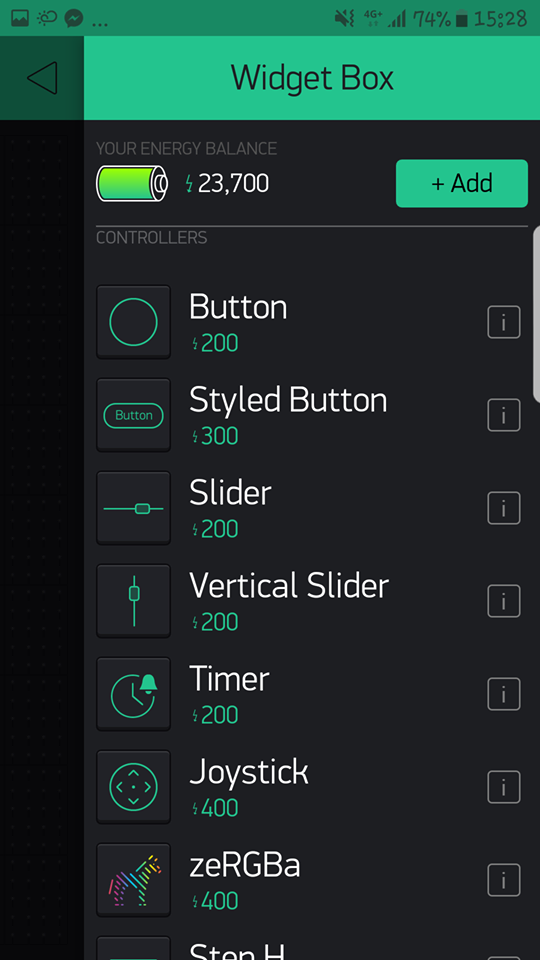 ... 4G+ 74% 15:28
Widget Box
YOUR ENERGY BALANCE
23,700
+ Add
CONTROLLERS
Button
200
Button
Styled Button
300
Slider
200
Vertical Slider
200
Timer
200
Joystick
400
zeRGBa
400
Step H